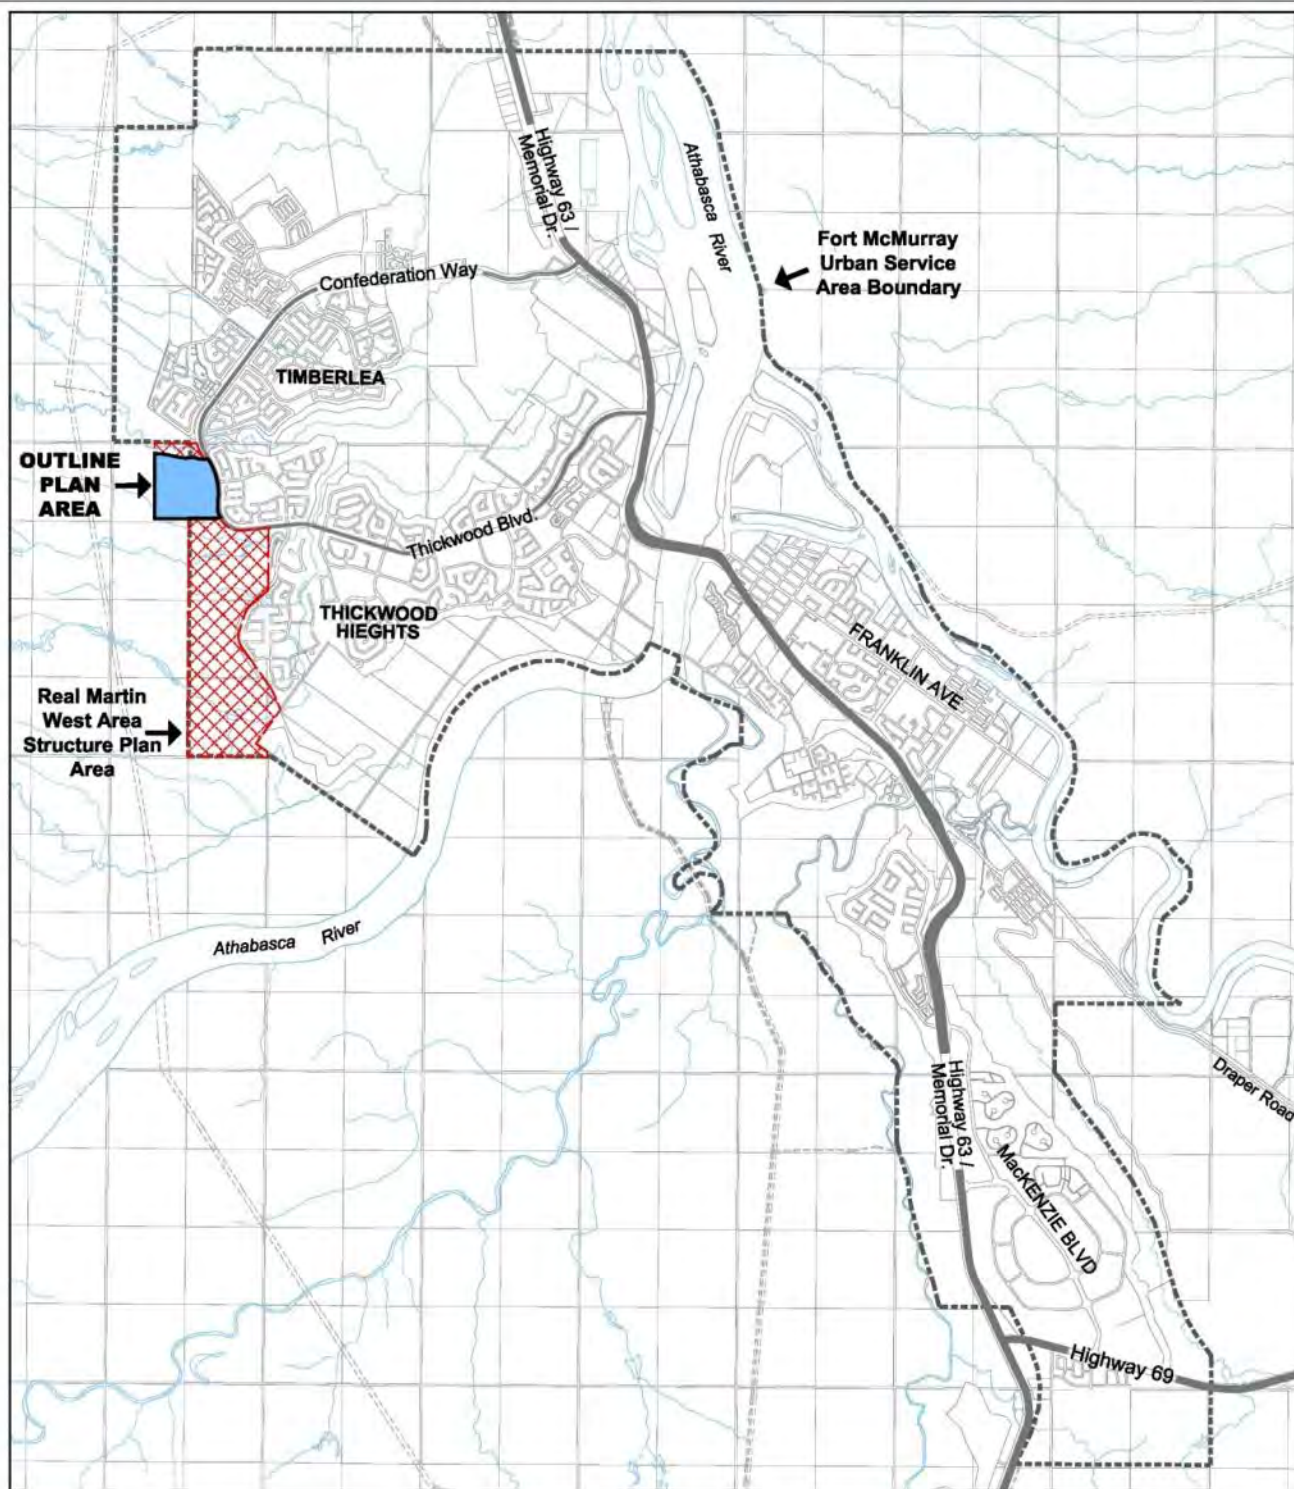 Highway 63 /
Memorial Dr.
Athabasca River
Fort McMurray
Urban Service
Area Boundary
Confederation Way
TIMBERLEA
OUTLINE
PLAN
AREA
Thickwood Blvd.
THICKWOOD
HIEGHTS
FRANKLIN AVE
Real Martin
West Area
Structure Plan
Area
Athabasca River
Highway 63 /
Memorial Dr.
Draper Road
MacKENZIE BLVD
Highway 69